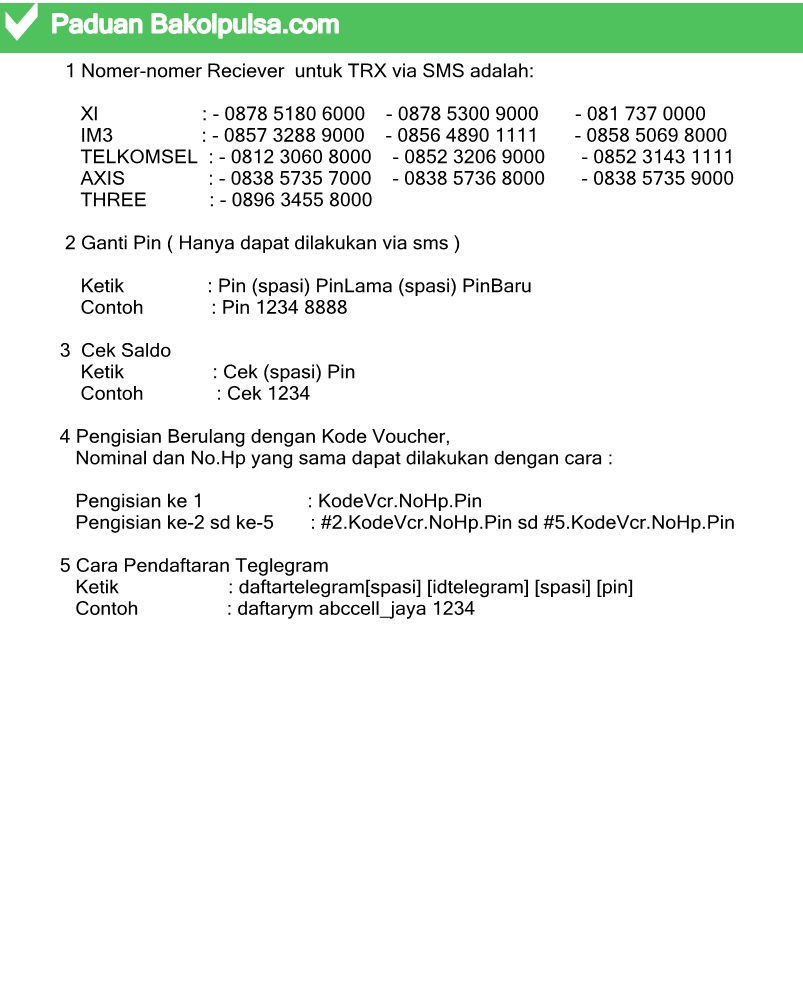 Paduan Bakolpulsa.com
1 Nomer-nomer Reciever untuk TRX via SMS adalah:
XI : - 0878 5180 6000 - 0878 5300 9000 - 081 737 0000
IM3 : - 0857 3288 9000 - 0856 4890 1111 - 0858 5069 8000
TELKOMSEL : - 0812 3060 8000 - 0852 3206 9000 - 0852 3143 1111
AXIS : - 0838 5735 7000 - 0838 5736 8000 - 0838 5735 9000
THREE : - 0896 3455 8000
2 Ganti Pin ( Hanya dapat dilakukan via sms )
Ketik : Pin (spasi) PinLama (spasi) PinBaru
Contoh : Pin 1234 8888
3 Cek Saldo
Ketik : Cek (spasi) Pin
Contoh : Cek 1234
4 Pengisian Berulang dengan Kode Voucher,
Nominal dan No.Hp yang sama dapat dilakukan dengan cara :
Pengisian ke 1 : KodeVcr.NoHp.Pin
Pengisian ke-2 sd ke-5 : #2.KodeVcr.NoHp.Pin sd #5.KodeVcr.NoHp.Pin
5 Cara Pendaftaran Teglegram
Ketik : daftartelegram[spasi] [idtelegram] [spasi] [pin]
Contoh : daftarym abccell_jaya 1234